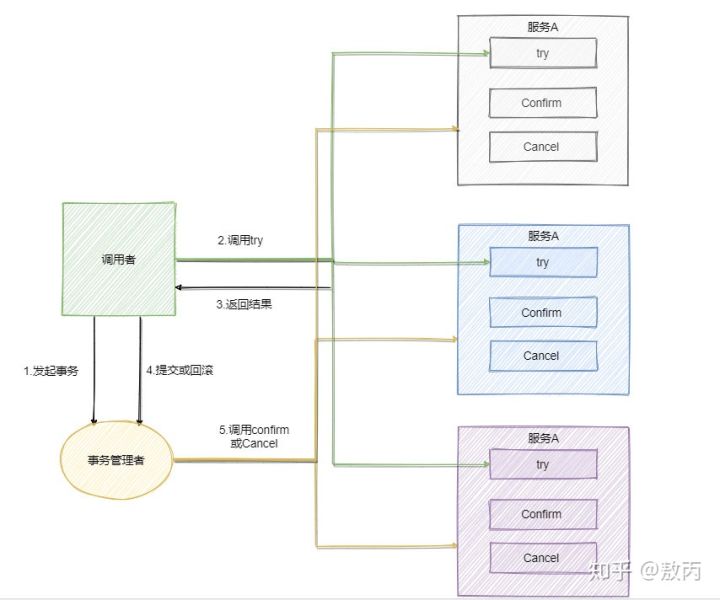 服务A
try
Confirm
Cancel
调用者
2.调用try
3.返回结果
服务A
try
Confirm
Cancel
1.发起事务
4.提交或回滚
事务管理者
5.调用confirm
或Cancel
服务A
try
Confirm
Cancel
知乎 @敖丙